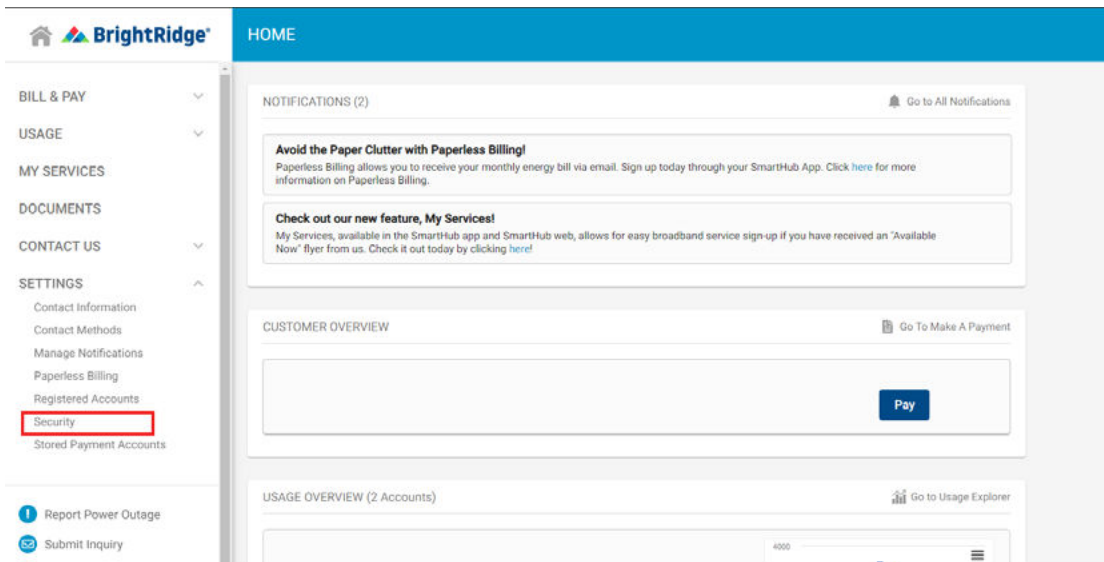 BrightRidge®
HOME
BILL & PAY
USAGE
MY SERVICES
DOCUMENTS
CONTACT US
SETTINGS
Contact Information
Contact Methods
Manage Notifications
Paperless Billing
Registered Accounts
Security
Stored Payment Accounts
Report Power Outage
Submit Inquiry
NOTIFICATIONS (2)
Go to All Notifications
Avoid the Paper Clutter with Paperless Billing!
Paperless Billing allows you to receive your monthly energy bill via email. Sign up today through your SmartHub App. Click here for more
information on Paperless Billing.
Check out our new feature, My Services!
My Services, available in the SmartHub app and SmartHub web, allows for easy broadband service sign-up if you have received an "Available
Now" flyer from us. Check it out today by clicking here!
CUSTOMER OVERVIEW
Go To Make A Payment
Pay
USAGE OVERVIEW (2 Accounts)
Go to Usage Explorer
4000